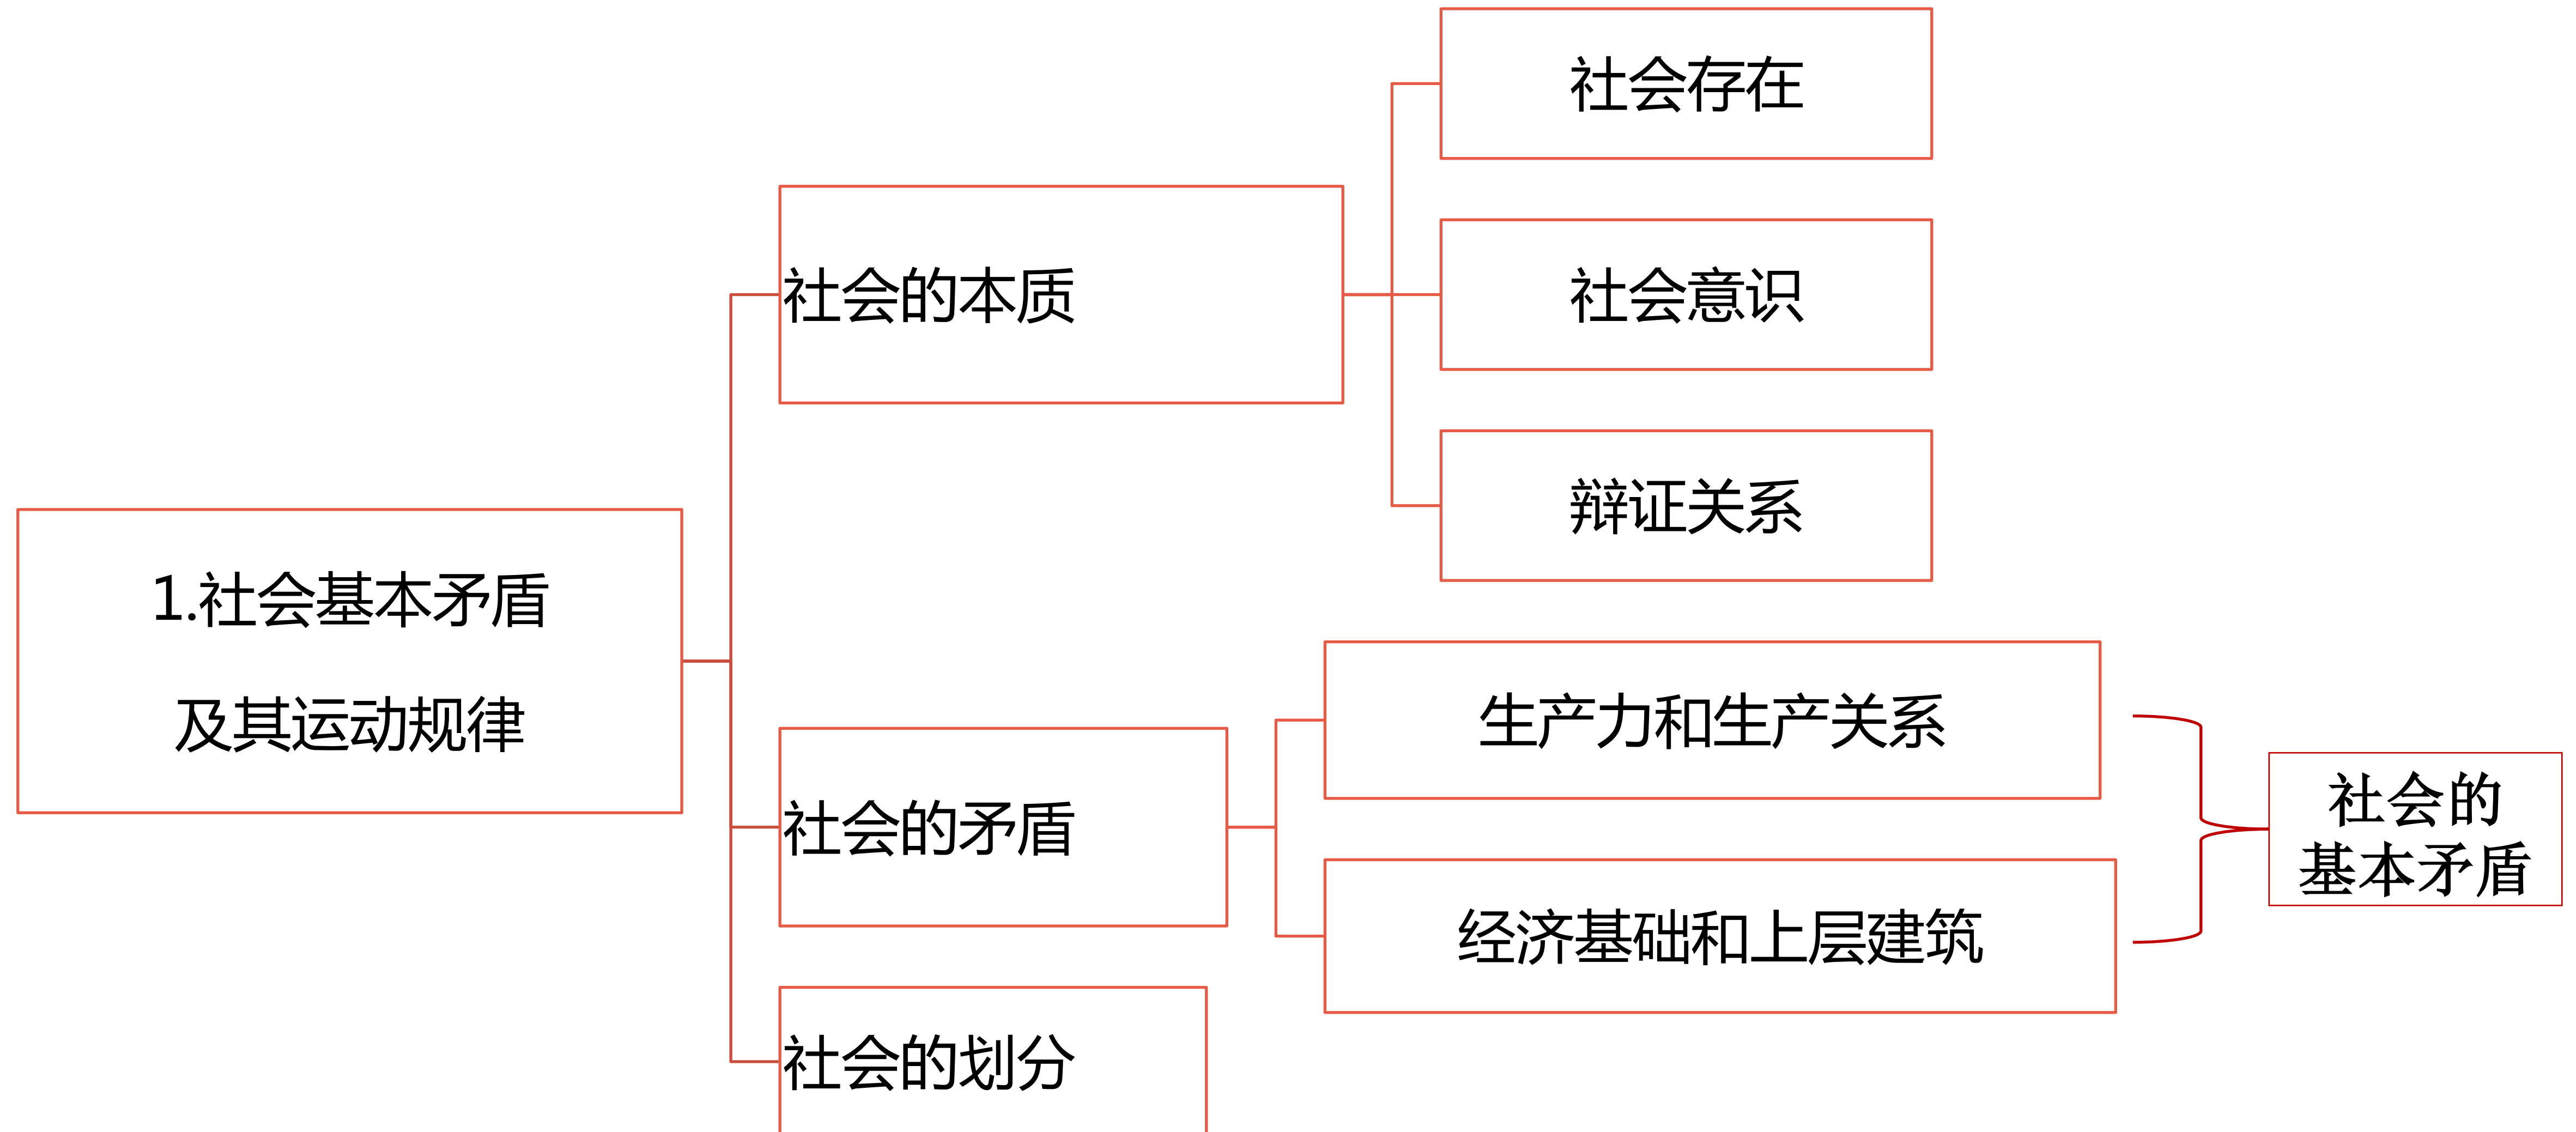 社会存在
社会的本质
社会意识
辩证关系
1.社会基本矛盾
及其运动规律
社会的矛盾
生产力和生产关系
经济基础和上层建筑
社会的
基本矛盾
社会的划分